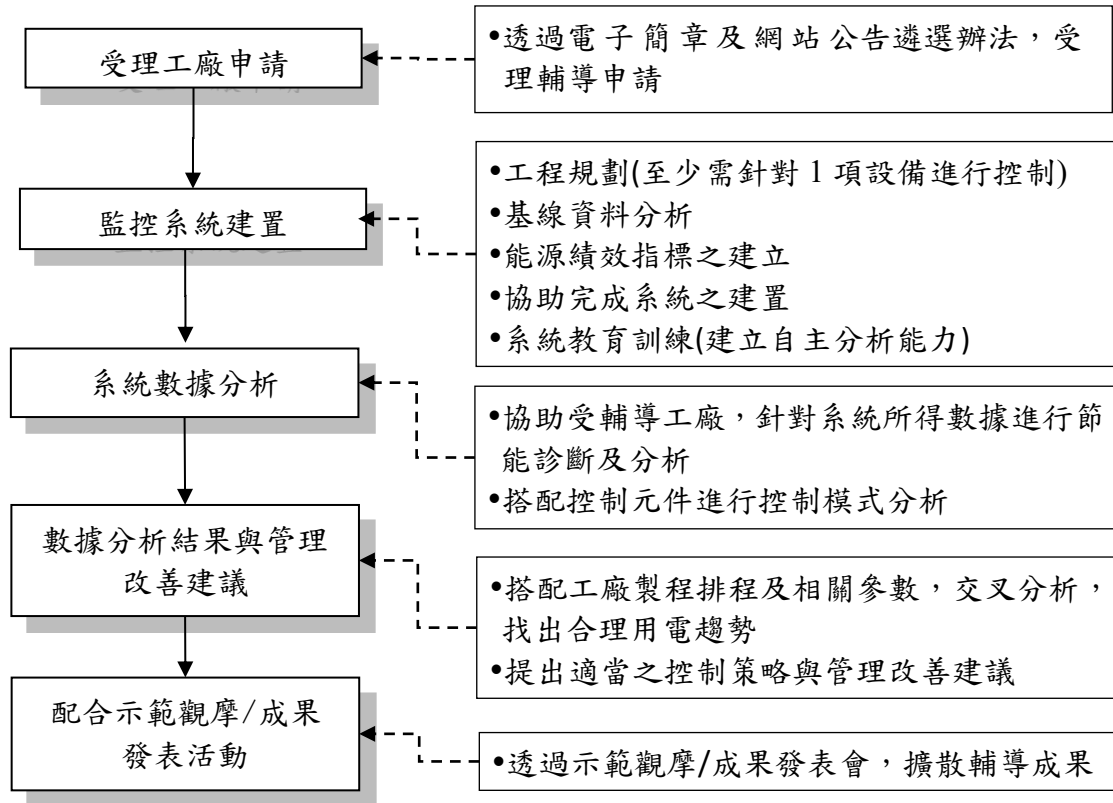 受理工廠申請
•透過電子簡章及網站公告遴選辦法，受
理輔導申請
監控系統建置
•工程規劃(至少需針對 1 項設備進行控制)
•基線資料分析
•能源績效指標之建立
•協助完成系統之建置
•系統教育訓練(建立自主分析能力)
系統數據分析
•協助受輔導工廠，針對系統所得數據進行節
能診斷及分析
•搭配控制元件進行控制模式分析
數據分析結果與管理
改善建議
•搭配工廠製程排程及相關參數，交叉分析，
找出合理用電趨勢
•提出適當之控制策略與管理改善建議
配合示範觀摩/成果
發表活動
•透過示範觀摩/成果發表會，擴散輔導成果